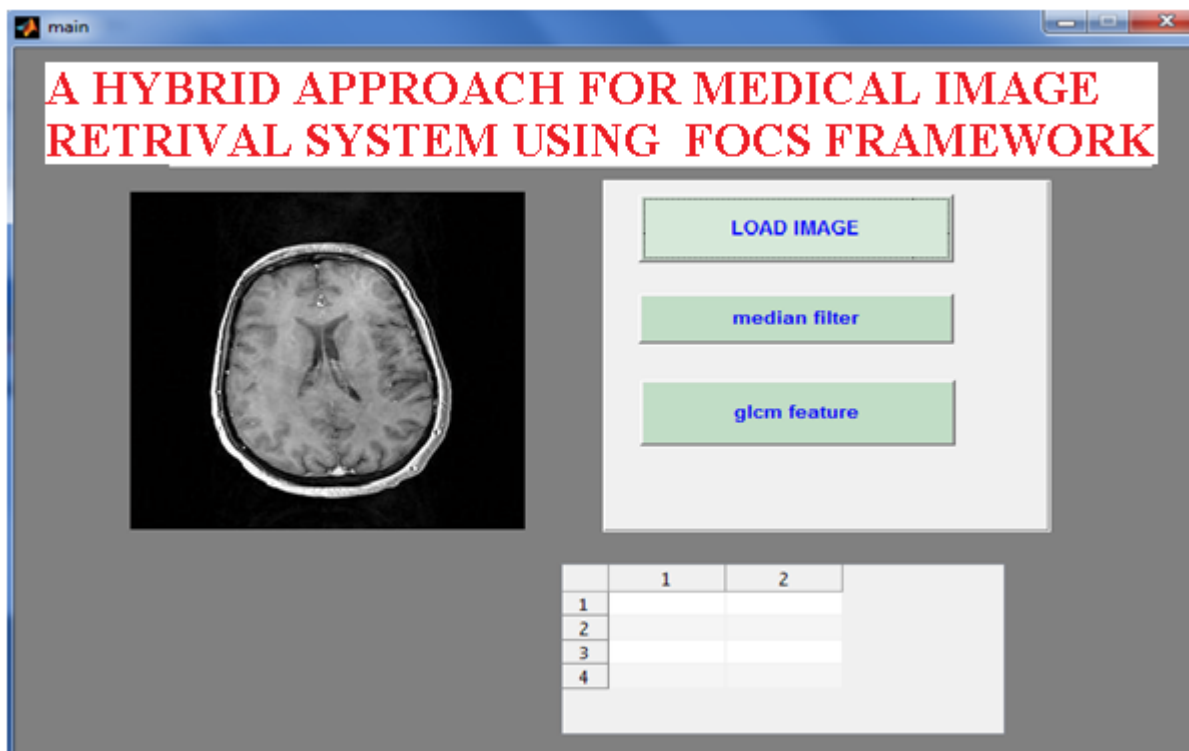 main
A HYBRID APPROACH FOR MEDICAL IMAGE
RETRIVAL SYSTEM USING FOCS FRAMEWORK
LOAD IMAGE
median filter
glcm feature
1 2
1
2
3
4